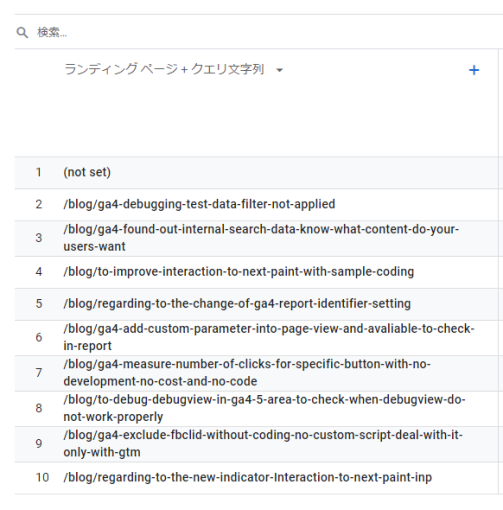 検索...
ランディング ページ + クエリ文字列
1 (not set)
2 /blog/ga4-debugging-test-data-filter-not-applied
3 /blog/ga4-found-out-internal-search-data-know-what-content-do-your-
users-want
4 /blog/to-improve-interaction-to-next-paint-with-sample-coding
5 /blog/regarding-to-the-change-of-ga4-report-identifier-setting
6 /blog/ga4-add-custom-parameter-into-page-view-and-avaliable-to-check-
in-report
7 /blog/ga4-measure-number-of-clicks-for-specific-button-with-no-
development-no-cost-and-no-code
8 /blog/to-debug-debugview-in-ga4-5-area-to-check-when-debugview-do-
not-work-properly
9 /blog/ga4-exclude-fbclid-without-coding-no-custom-script-deal-with-it-
only-with-gtm
10 /blog/regarding-to-the-new-indicator-Interaction-to-next-paint-inp